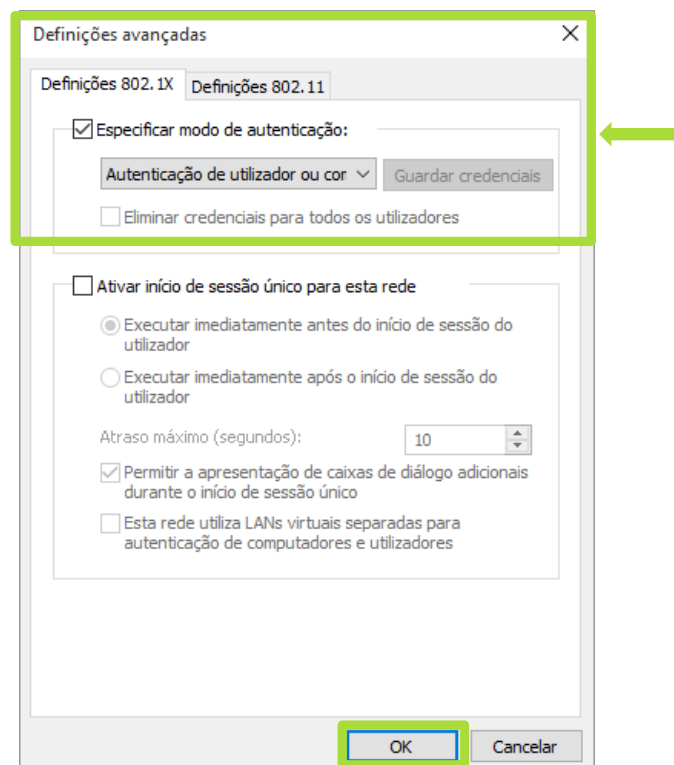 Definições avançadas
Definições 802.1X Definições 802.11
Especificar modo de autenticação:
Autenticação de utilizador ou con Guardar credenciais
Eliminar credenciais para todos os utilizadores
Ativar início de sessão único para esta rede
Executar imediatamente antes do início de sessão do
utilizador
Executar imediatamente após o início de sessão do
utilizador
Atraso máximo (segundos): 10
Permitir a apresentação de caixas de diálogo adicionais
durante o início de sessão único
Esta rede utiliza LANs virtuais separadas para
autenticação de computadores e utilizadores
OK Cancelar